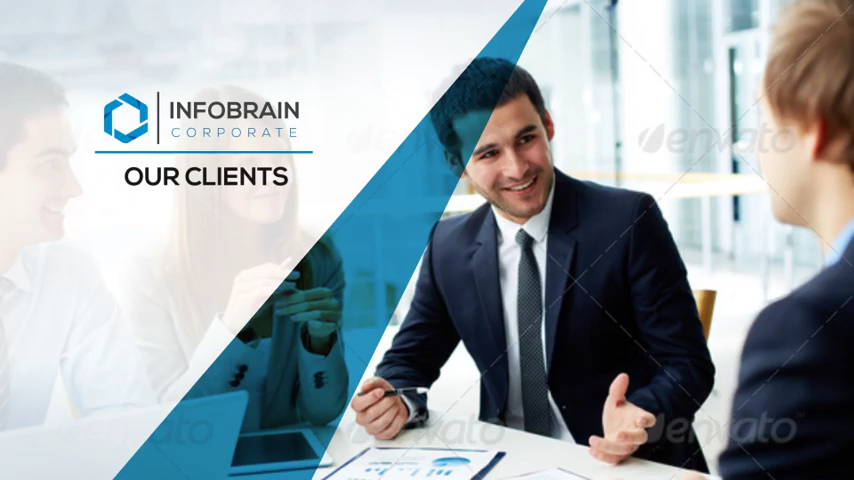 INFOBRAIN
CORPORATE
OUR CLIENTS
envato
envato
envato
envato